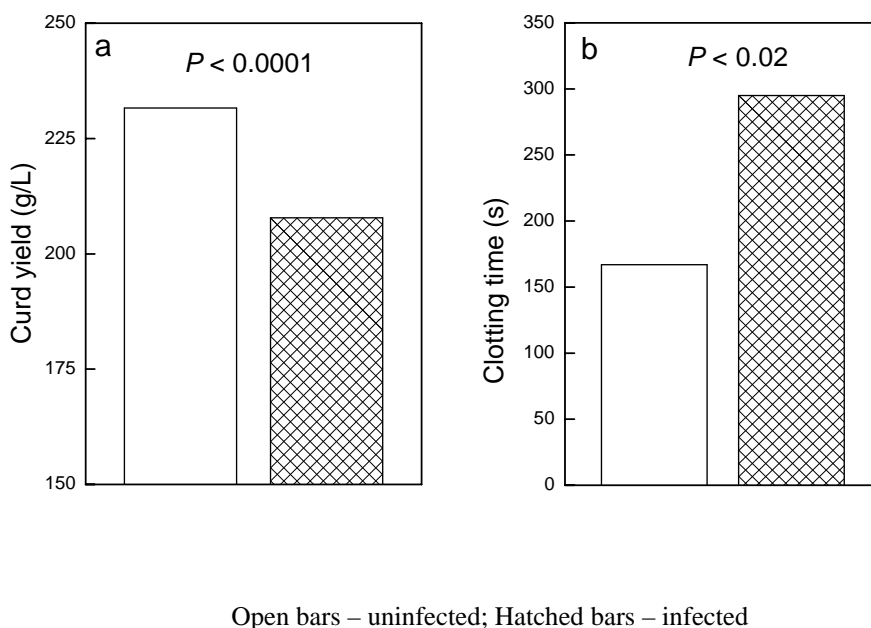 a
P < 0.0001
Curd yield (g/L)
250
225
200
175
150
b
P < 0.02
Clotting time (s)
350
300
250
200
150
100
50
0
Open bars – uninfected; Hatched bars – infected